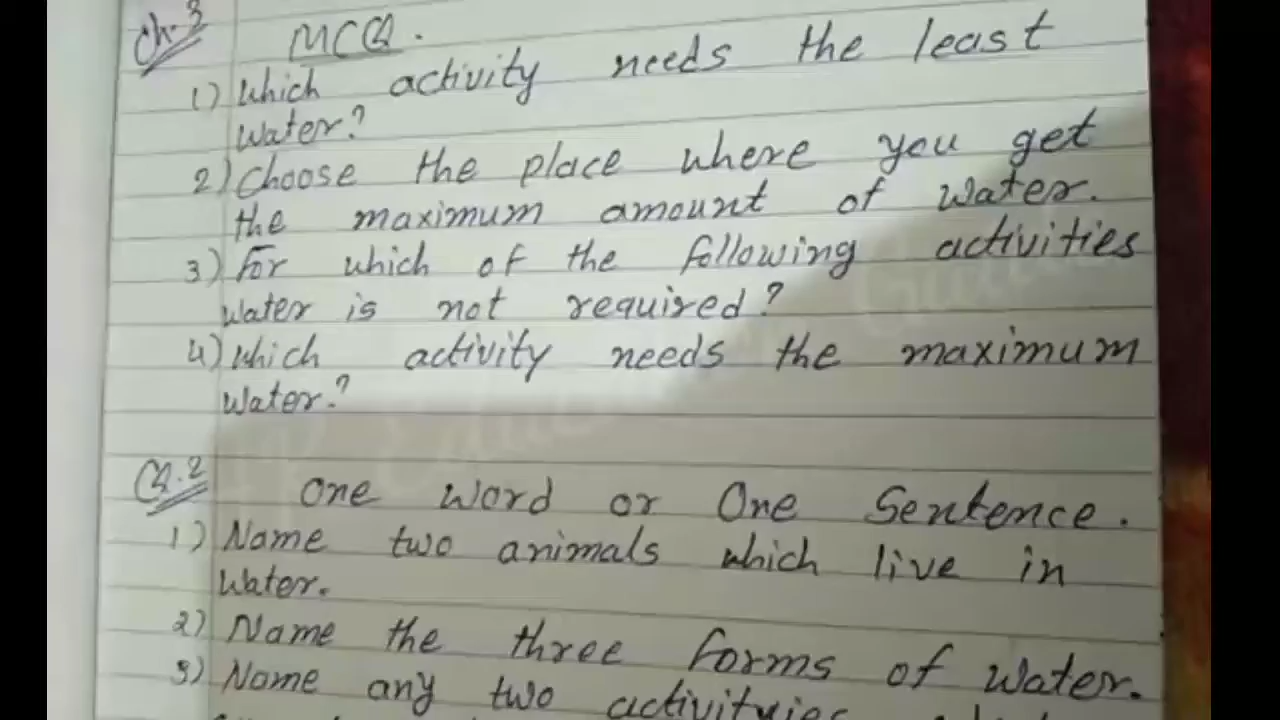 Ch-3
MCQ.
1) Which activity needs the least
Water?
2) Choose the place where you get
the maximum amount of water.
3) For which of the following activities
Water is not required?
4) Which activity needs the maximum
Water?
Q.2
One word or One Sentence.
1) Name two animals which live in
Water.
2) Name the three forms of water.
3) Name any two